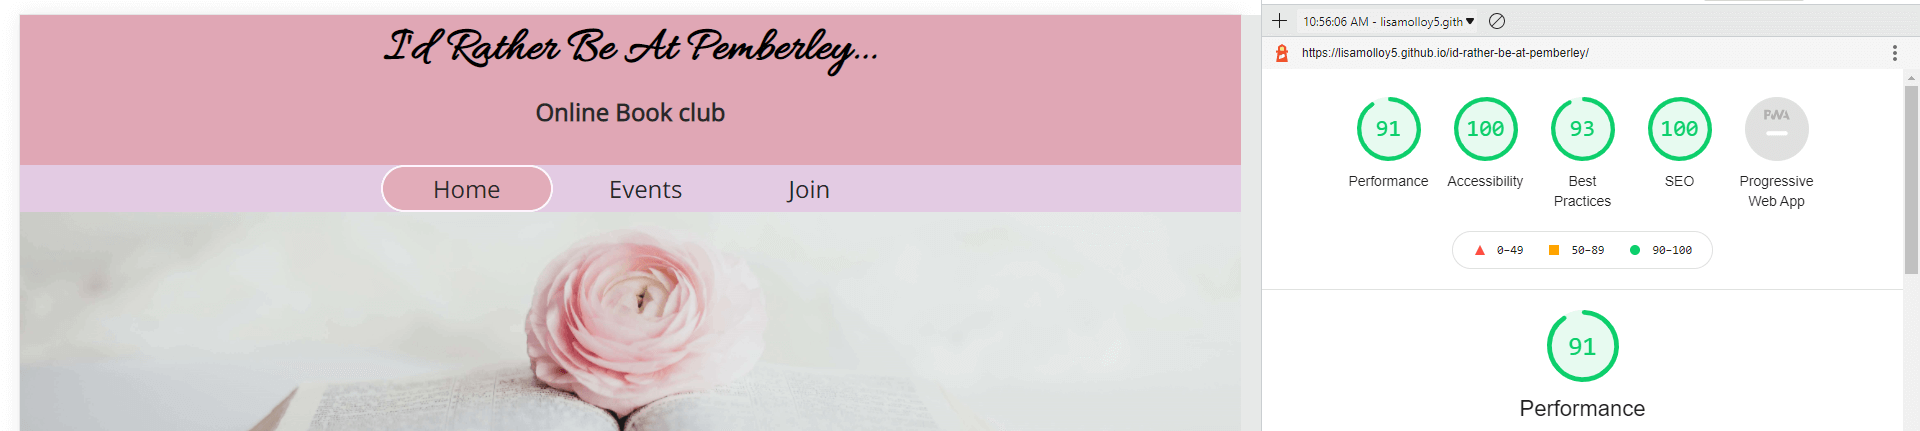 I'd Rather Be At Pemberley...
Online Book club
Home Events Join
10:56:06 AM - lisamolloy5.gith
https://lisamolloy5.github.io/id-rather-be-at-pemberley/
91 100 93 100 PWA
Performance Accessibility Best Practices SEO Progressive Web App
0–49 50–89 90–100
91
Performance